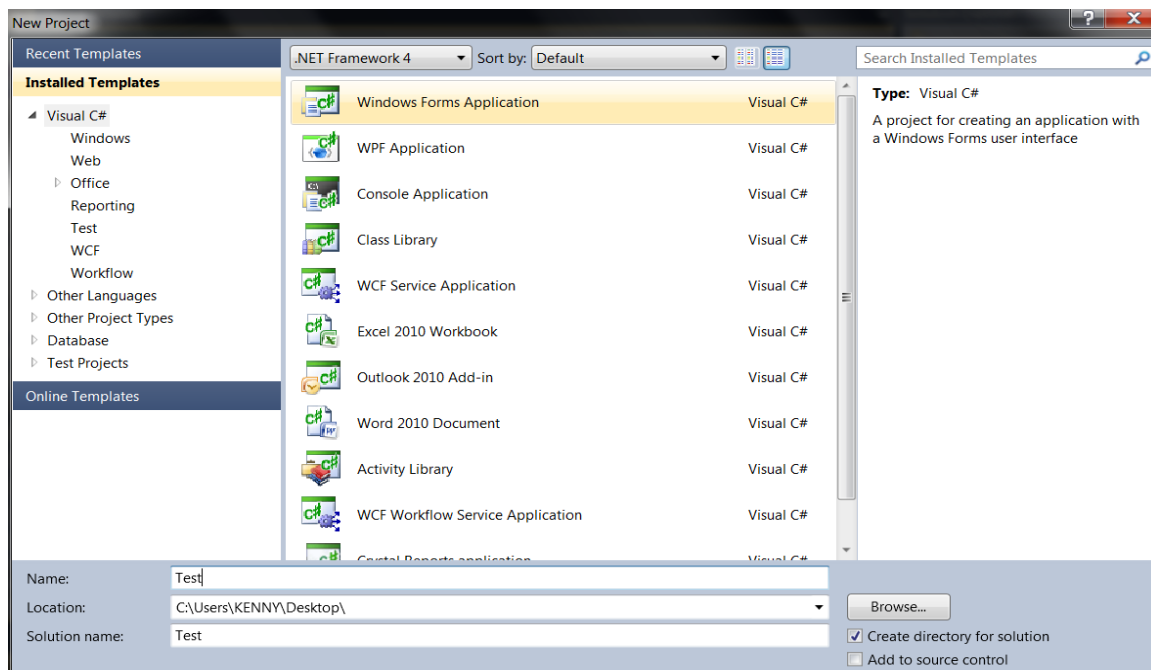 New Project
Recent Templates
Installed Templates
Visual C#
Windows
Web
Office
Reporting
Test
WCF
Workflow
Other Languages
Other Project Types
Database
Test Projects
Online Templates
.NET Framework 4 Sort by: Default
Windows Forms Application Visual C#
WPF Application Visual C#
Console Application Visual C#
Class Library Visual C#
WCF Service Application Visual C#
Excel 2010 Workbook Visual C#
Outlook 2010 Add-in Visual C#
Word 2010 Document Visual C#
Activity Library Visual C#
WCF Workflow Service Application Visual C#
Crystal Reports application Visual C#
Search Installed Templates
Type: Visual C#
A project for creating an application with
a Windows Forms user interface
Name: Test
Location: C:\Users\KENNY\Desktop\ Browse...
Solution name: Test
Create directory for solution
Add to source control